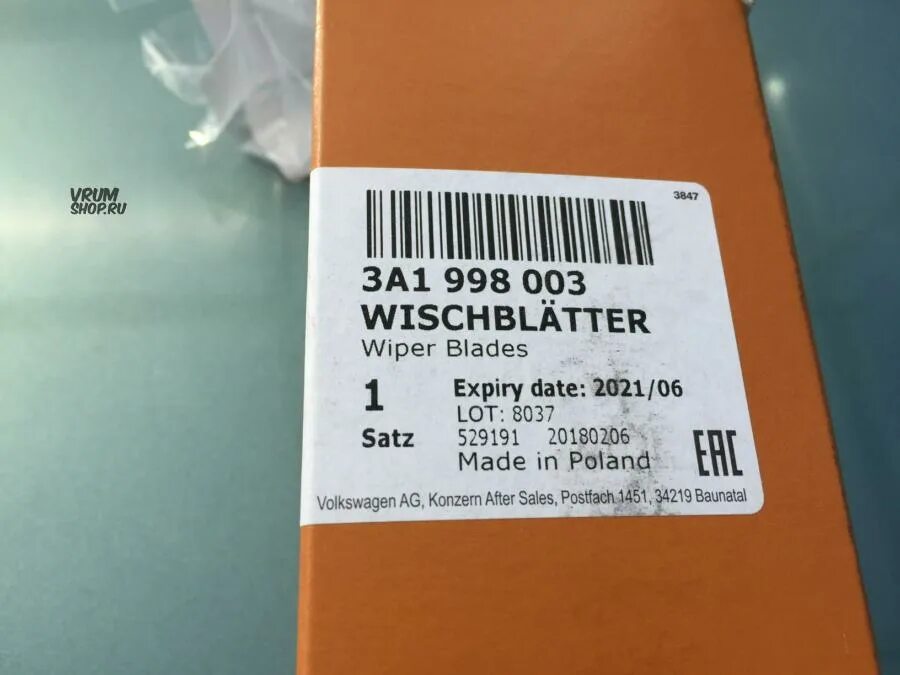 VRUM
SHOP.RU
3847
3A1 998 003
WISCHBLÄTTER
Wiper Blades
1
Expiry date: 2021/06
LOT: 8037
Satz
529191 20180206
Made in Poland
EAC
Volkswagen AG, Konzern After Sales, Postfach 1451, 34219 Baunatal